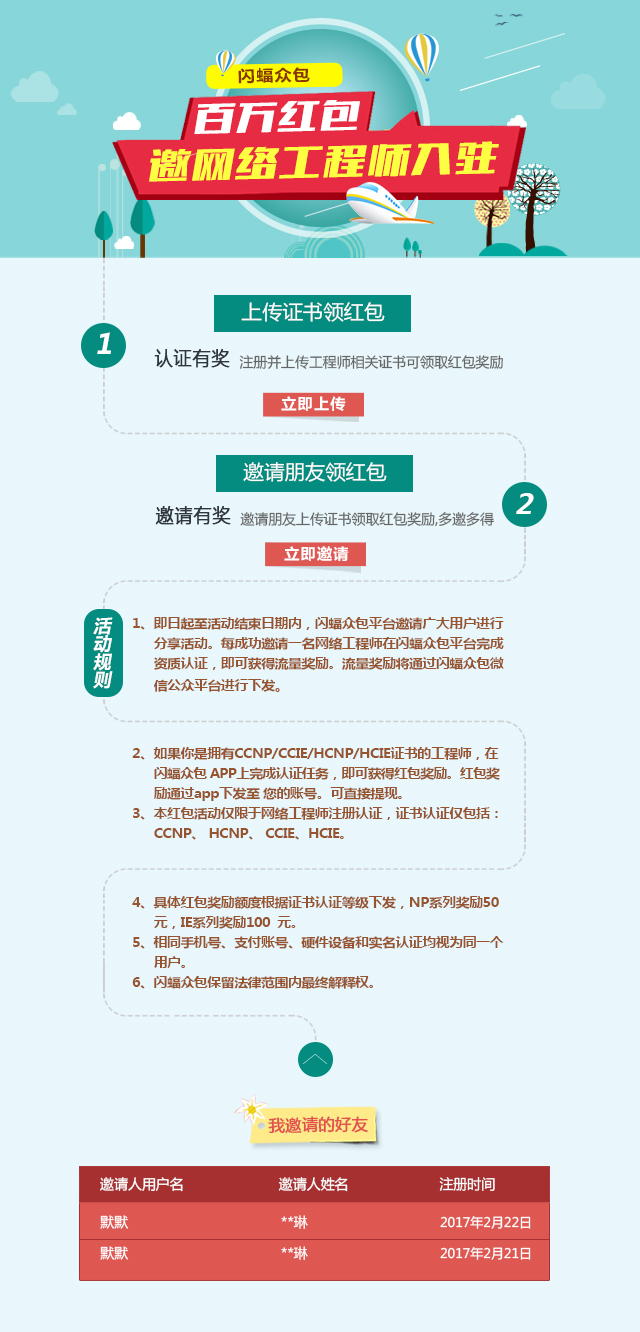 闪蝠众包
百万红包
邀网络工程师入驻
上传证书领红包
1
认证有奖 注册并上传工程师相关证书可领取红包奖励
立即上传
邀请朋友领红包
2
邀请有奖 邀请朋友上传证书领取红包奖励,多邀多得
立即邀请
活动规则
1、即日起至活动结束日期内，闪蝠众包平台邀请广大用户进行
分享活动。每成功邀请一名网络工程师在闪蝠众包平台完成
资质认证，即可获得流量奖励。流量奖励将通过闪蝠众包微
信公众平台进行下发。
2、如果你是拥有CCNP/CCIE/HCNP/HCIE证书的工程师，在
闪蝠众包 APP上完成认证任务，即可获得红包奖励。红包奖
励通过app下发至 您的账号。可直接提现。
3、本红包活动仅限于网络工程师注册认证，证书认证仅包括：
CCNP、 HCNP、 CCIE、HCIE。
4、具体红包奖励额度根据证书认证等级下发，NP系列奖励50
元，IE系列奖励100 元。
5、相同手机号、支付账号、硬件设备和实名认证均视为同一个
用户。
6、闪蝠众包保留法律范围内最终解释权。
我邀请的好友
邀请人用户名 邀请人姓名 注册时间
默默 **琳 2017年2月22日
默默 **琳 2017年2月21日